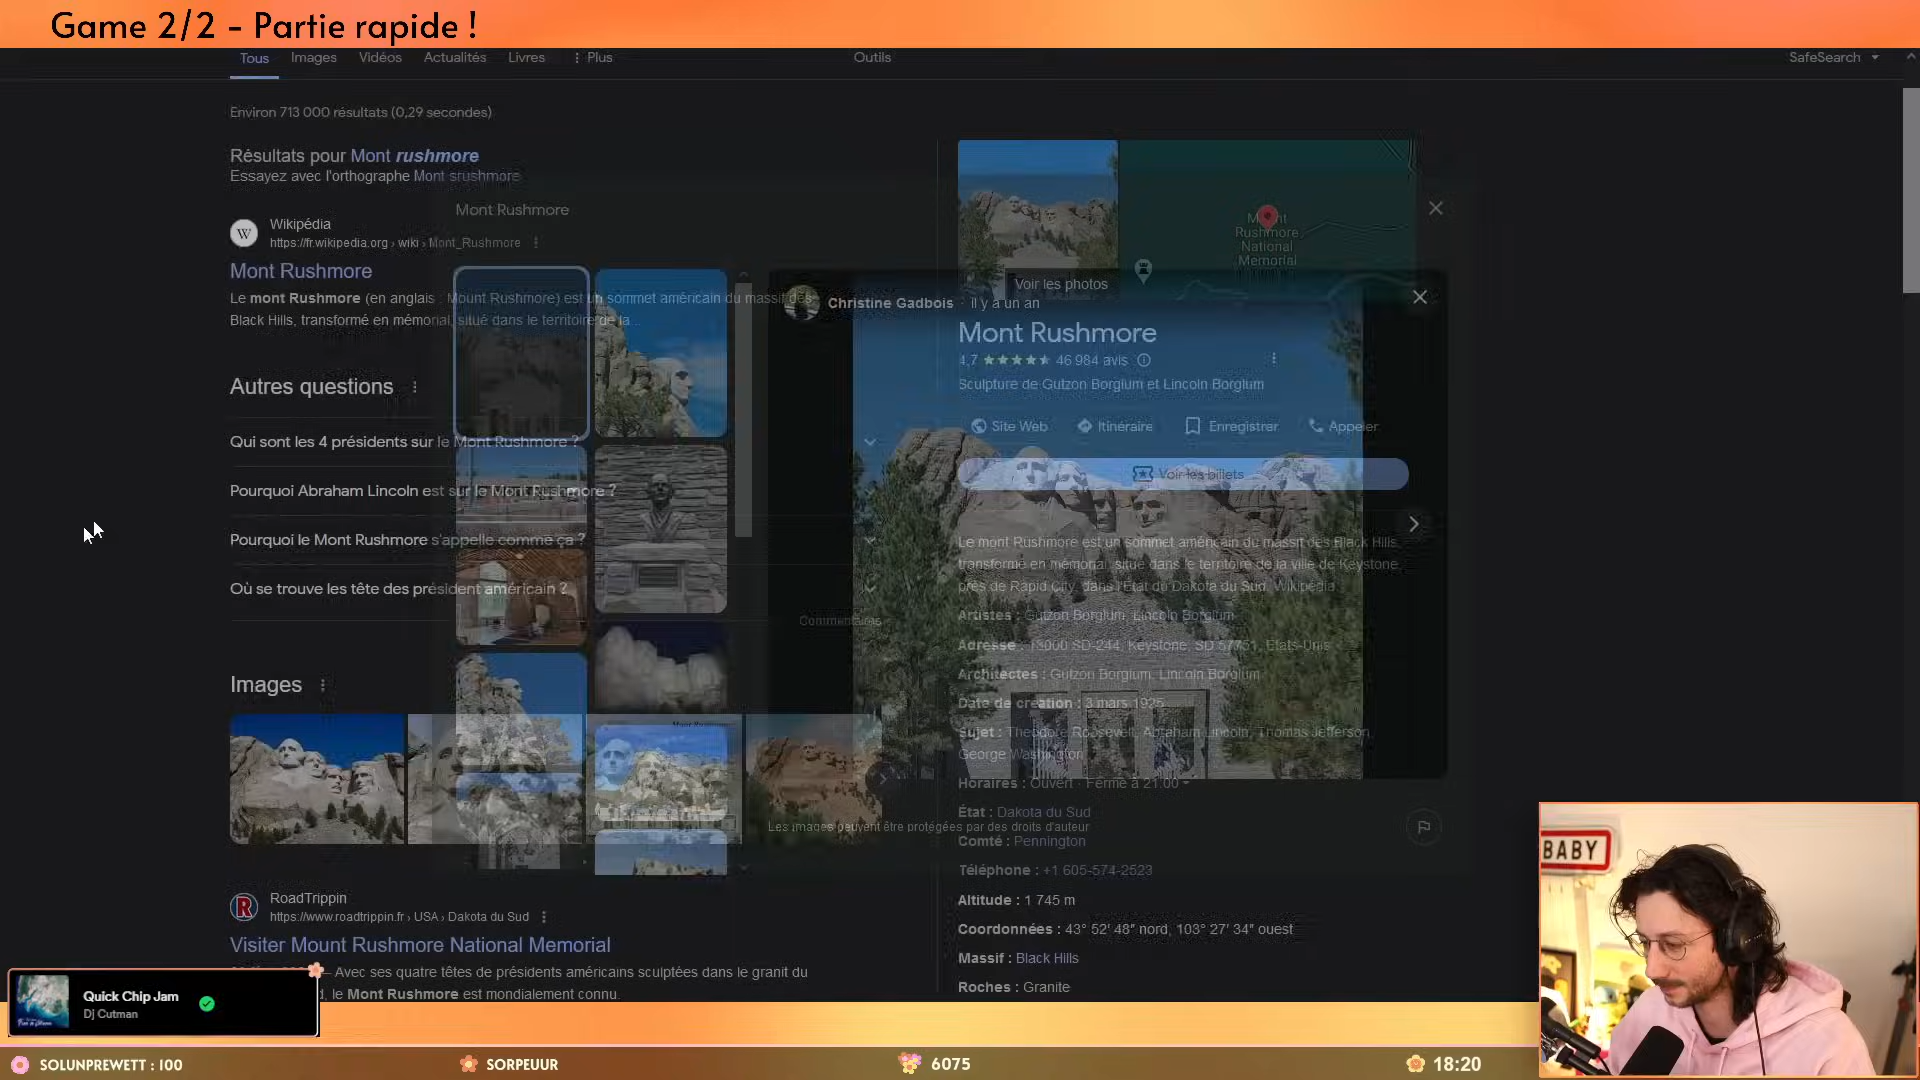 Game 2/2 - Partie rapide !
Tous
Images
Vidéos
Actualités
Livres
Plus
Outils
SafeSearch
Environ 713 000 résultats (0,29 secondes)
Résultats pour Mont rushmore
Essayez avec l'orthographe Mont srushmore
Wikipédia
https://fr.wikipedia.org › wiki › Mont_Rushmore
Mont Rushmore
Le mont Rushmore (en anglais : Mount Rushmore) est un sommet américain du massif des
Black Hills, transformé en mémorial, situé dans le territoire de la...
Autres questions
Qui sont les 4 présidents sur le Mont Rushmore ?
Pourquoi Abraham Lincoln est sur le Mont Rushmore ?
Pourquoi le Mont Rushmore s'appelle comme ça ?
Où se trouve les tête des président américain ?
Images
RoadTrippin
https://www.roadtrippin.fr › USA › Dakota du Sud
Visiter Mount Rushmore National Memorial
Avec ses quatre têtes de présidents américains sculptées dans le granit du
le Mont Rushmore est mondialement connu.
Mont Rushmore
Christine Gadbois · il y a un an
Commentaires
Les images peuvent être protégées par des droits d'auteur
Mont
Rushmore
National
Memorial
Voir les photos
Mont Rushmore
4,7
46 984 avis
Sculpture de Gutzon Borglum et Lincoln Borglum
Site Web
Itinéraire
Enregistrer
Appeler
Voir les billets
Le mont Rushmore est un sommet américain du massif des Black Hills,
transformé en mémorial, situé dans le territoire de la ville de Keystone,
près de Rapid City, dans l'État du Dakota du Sud. Wikipédia
Artistes : Gutzon Borglum, Lincoln Borglum
Adresse : 13000 SD-244, Keystone, SD 57751, États-Unis
Architectes : Gutzon Borglum, Lincoln Borglum
Date de création : 3 mars 1925
Sujet : Theodore Roosevelt, Abraham Lincoln, Thomas Jefferson,
George Washington
Horaires : Ouvert · Ferme à 21:00
État : Dakota du Sud
Comté : Pennington
Téléphone : +1 605-574-2523
Altitude : 1 745 m
Coordonnées : 43° 52′ 48″ nord, 103° 27′ 34″ ouest
Massif : Black Hills
Roches : Granite
BABY
Quick Chip Jam
Dj Cutman
SOLUNPREWETT : 100
SORPEUUR
6075
18:20